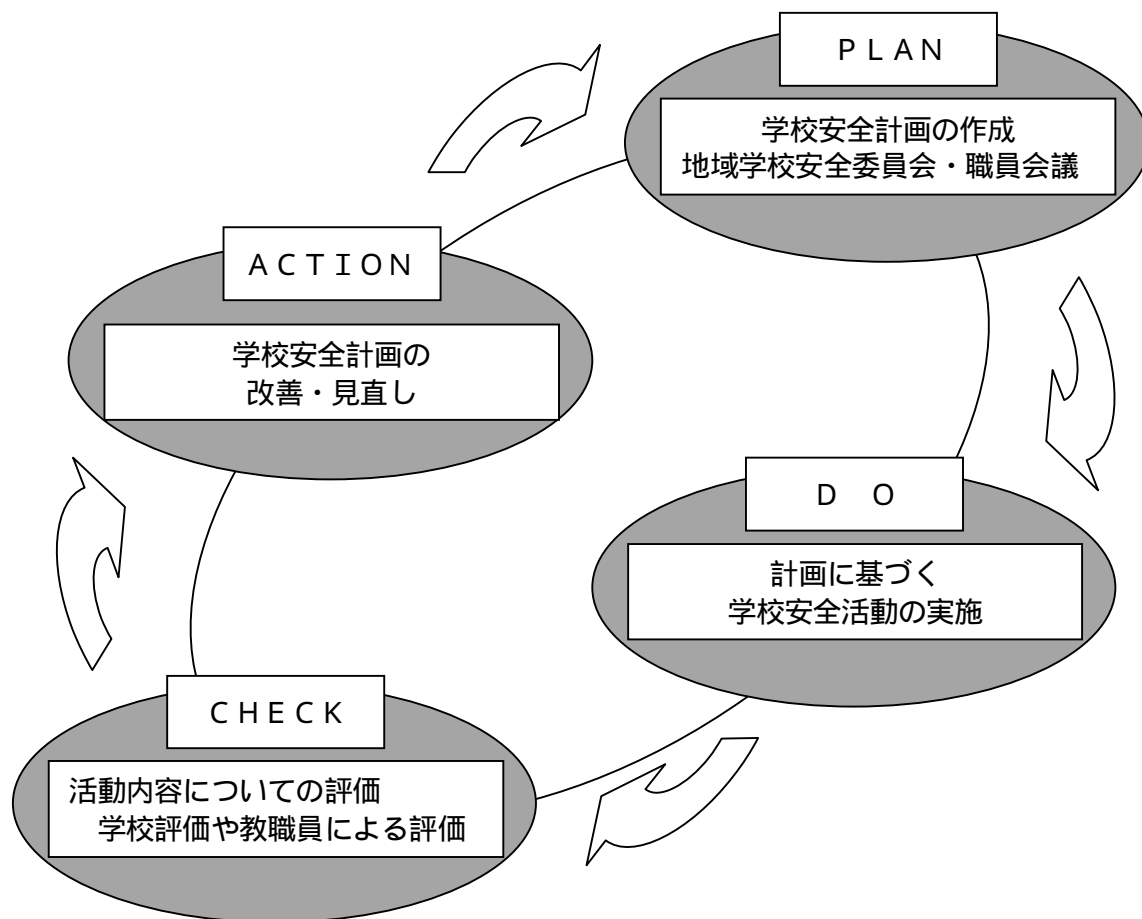 ＰＬＡＮ
学校安全計画の作成
地域学校安全委員会・職員会議
ＡＣＴＩＯＮ
学校安全計画の
改善・見直し
Ｄ　Ｏ
計画に基づく
学校安全活動の実施
ＣＨＥＣＫ
活動内容についての評価
学校評価や教職員による評価